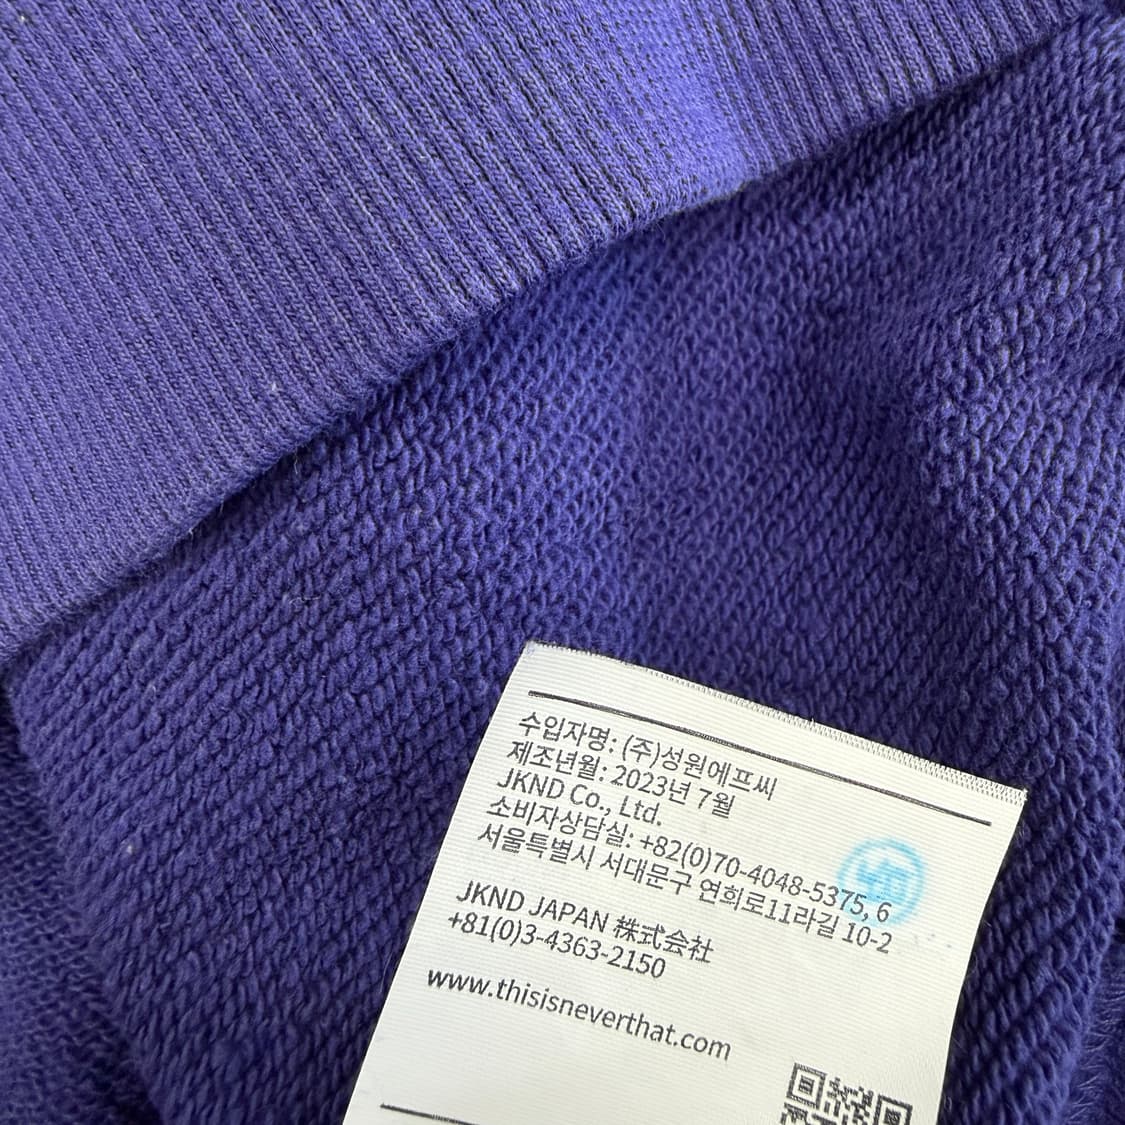 수입자명: (주)성원에프씨
제조년월: 2023년 7월
JKND Co., Ltd.
소비자상담실: +82(0)70-4048-5375, 6
서울특별시 서대문구 연희로11라길 10-2
JKND JAPAN 株式会社
+81(0)3-4363-2150
www.thisisneverthat.com